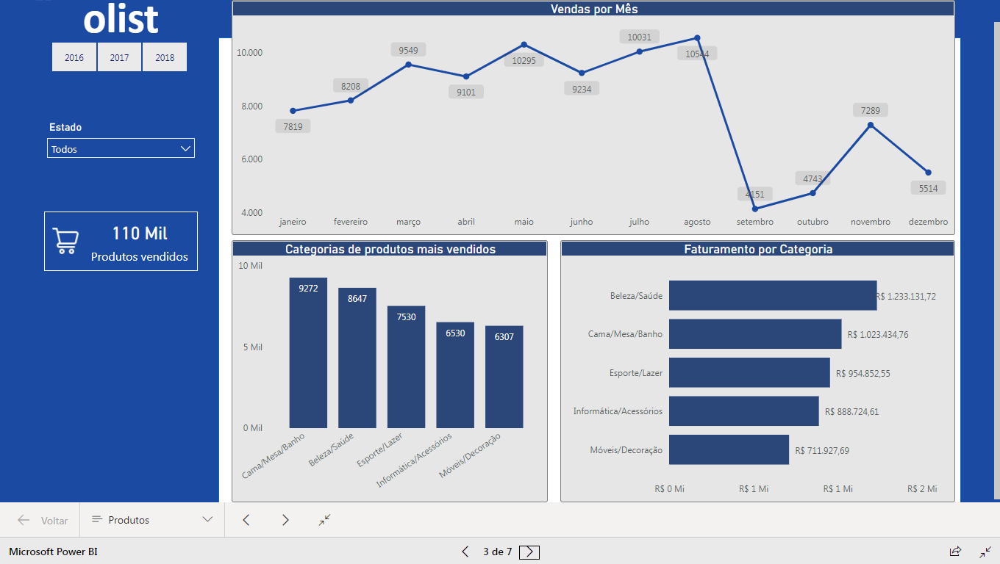 olist
2016 2017 2018
Estado
Todos
110 Mil
Produtos vendidos
Vendas por Mês
10.000
8.000
6.000
4.000
7819
8208
9549
9101
10295
9234
10031
10544
4151
4743
7289
5514
janeiro fevereiro março abril maio junho julho agosto setembro outubro novembro dezembro
Categorias de produtos mais vendidos
10 Mil
5 Mil
0 Mil
9272
8647
7530
6530
6307
Cama/Mesa/Banho
Beleza/Saúde
Esporte/Lazer
Informática/Acessórios
Móveis/Decoração
Faturamento por Categoria
Beleza/Saúde R$ 1.233.131,72
Cama/Mesa/Banho R$ 1.023.434,76
Esporte/Lazer R$ 954.852,55
Informática/Acessórios R$ 888.724,61
Móveis/Decoração R$ 711.927,69
R$ 0 Mi R$ 1 Mi R$ 1 Mi R$ 2 Mi
Voltar
Produtos
Microsoft Power BI
3 de 7